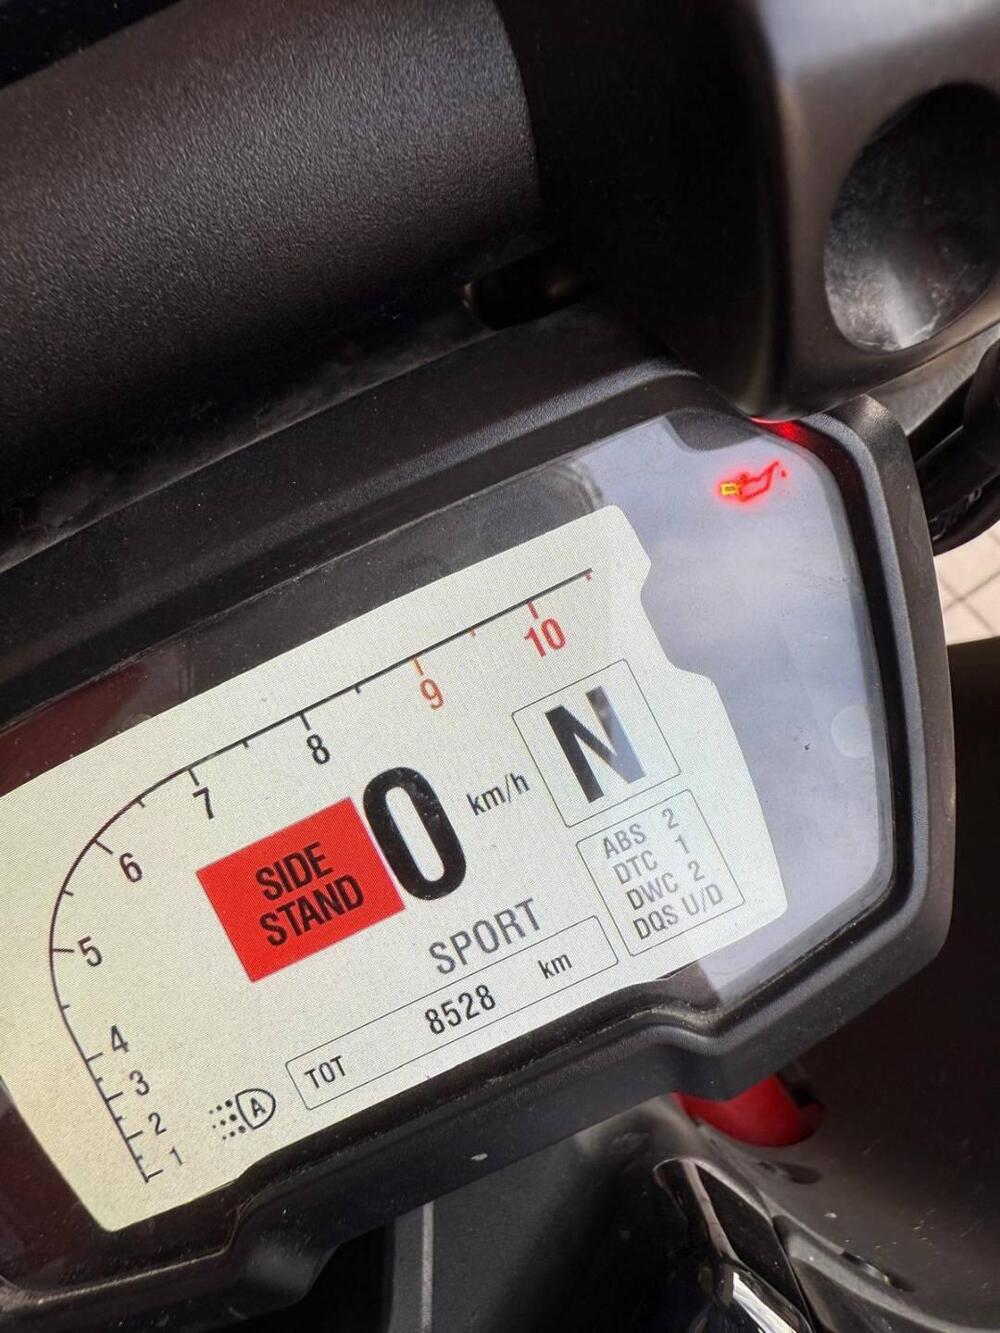 10
9
8
7
6
5
4
3
2
1
N
0 km/h
SIDE
STAND
ABS 2
DTC 1
DWC 2
DQS U/D
SPORT
TOT 8528 km
A